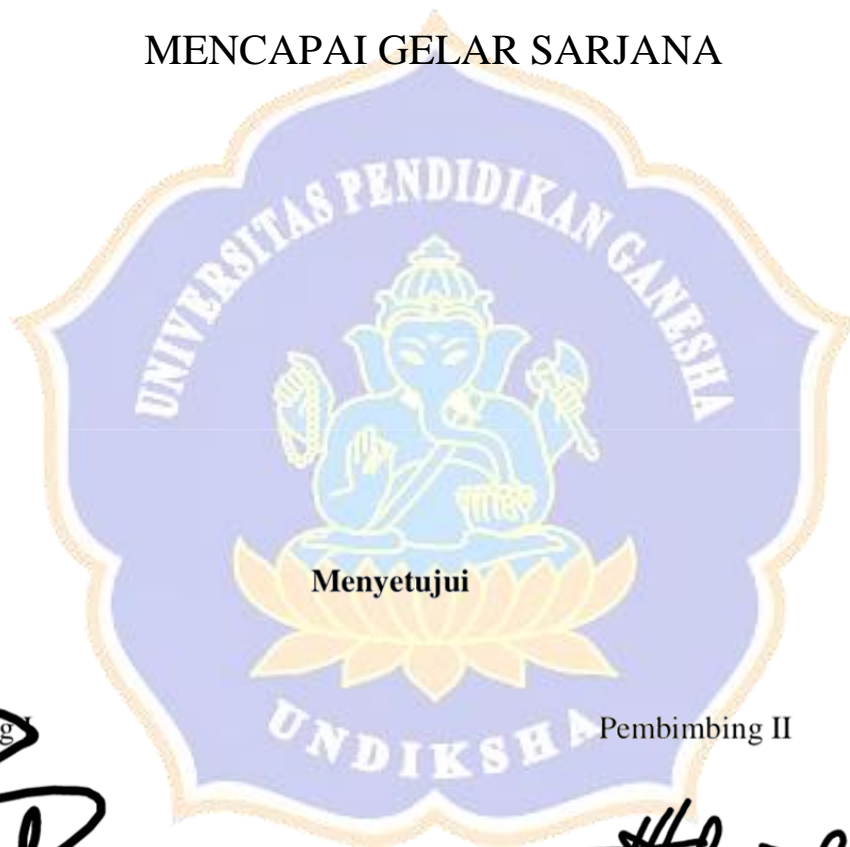 MENCAPAI GELAR SARJANA
UNIVERSITAS PENDIDIKAN GANESHA
Menyetujui
UNDIKSHA
Pembimbing II